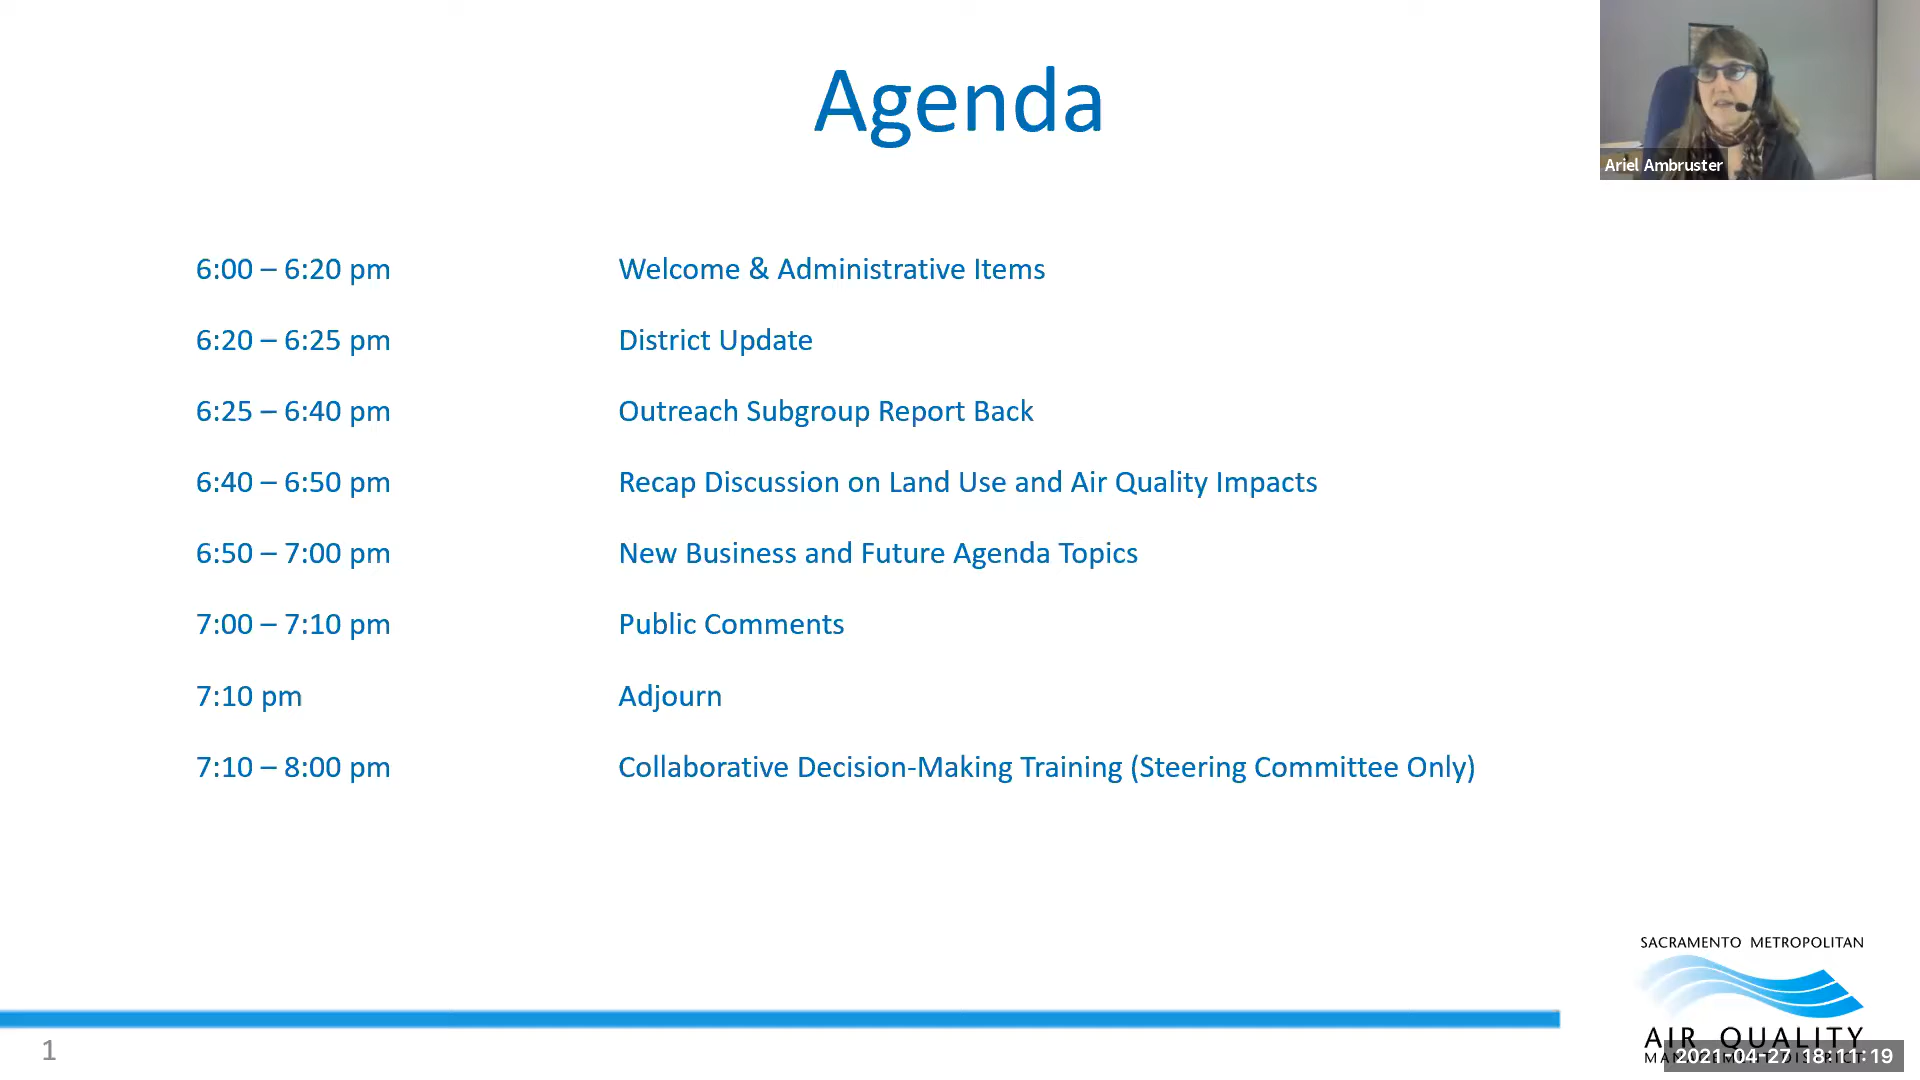 Agenda
Ariel Ambruster
6:00 – 6:20 pm Welcome & Administrative Items
6:20 – 6:25 pm District Update
6:25 – 6:40 pm Outreach Subgroup Report Back
6:40 – 6:50 pm Recap Discussion on Land Use and Air Quality Impacts
6:50 – 7:00 pm New Business and Future Agenda Topics
7:00 – 7:10 pm Public Comments
7:10 pm Adjourn
7:10 – 8:00 pm Collaborative Decision-Making Training (Steering Committee Only)
SACRAMENTO METROPOLITAN
AIR QUALITY
1
2021-04-27 18:11:19